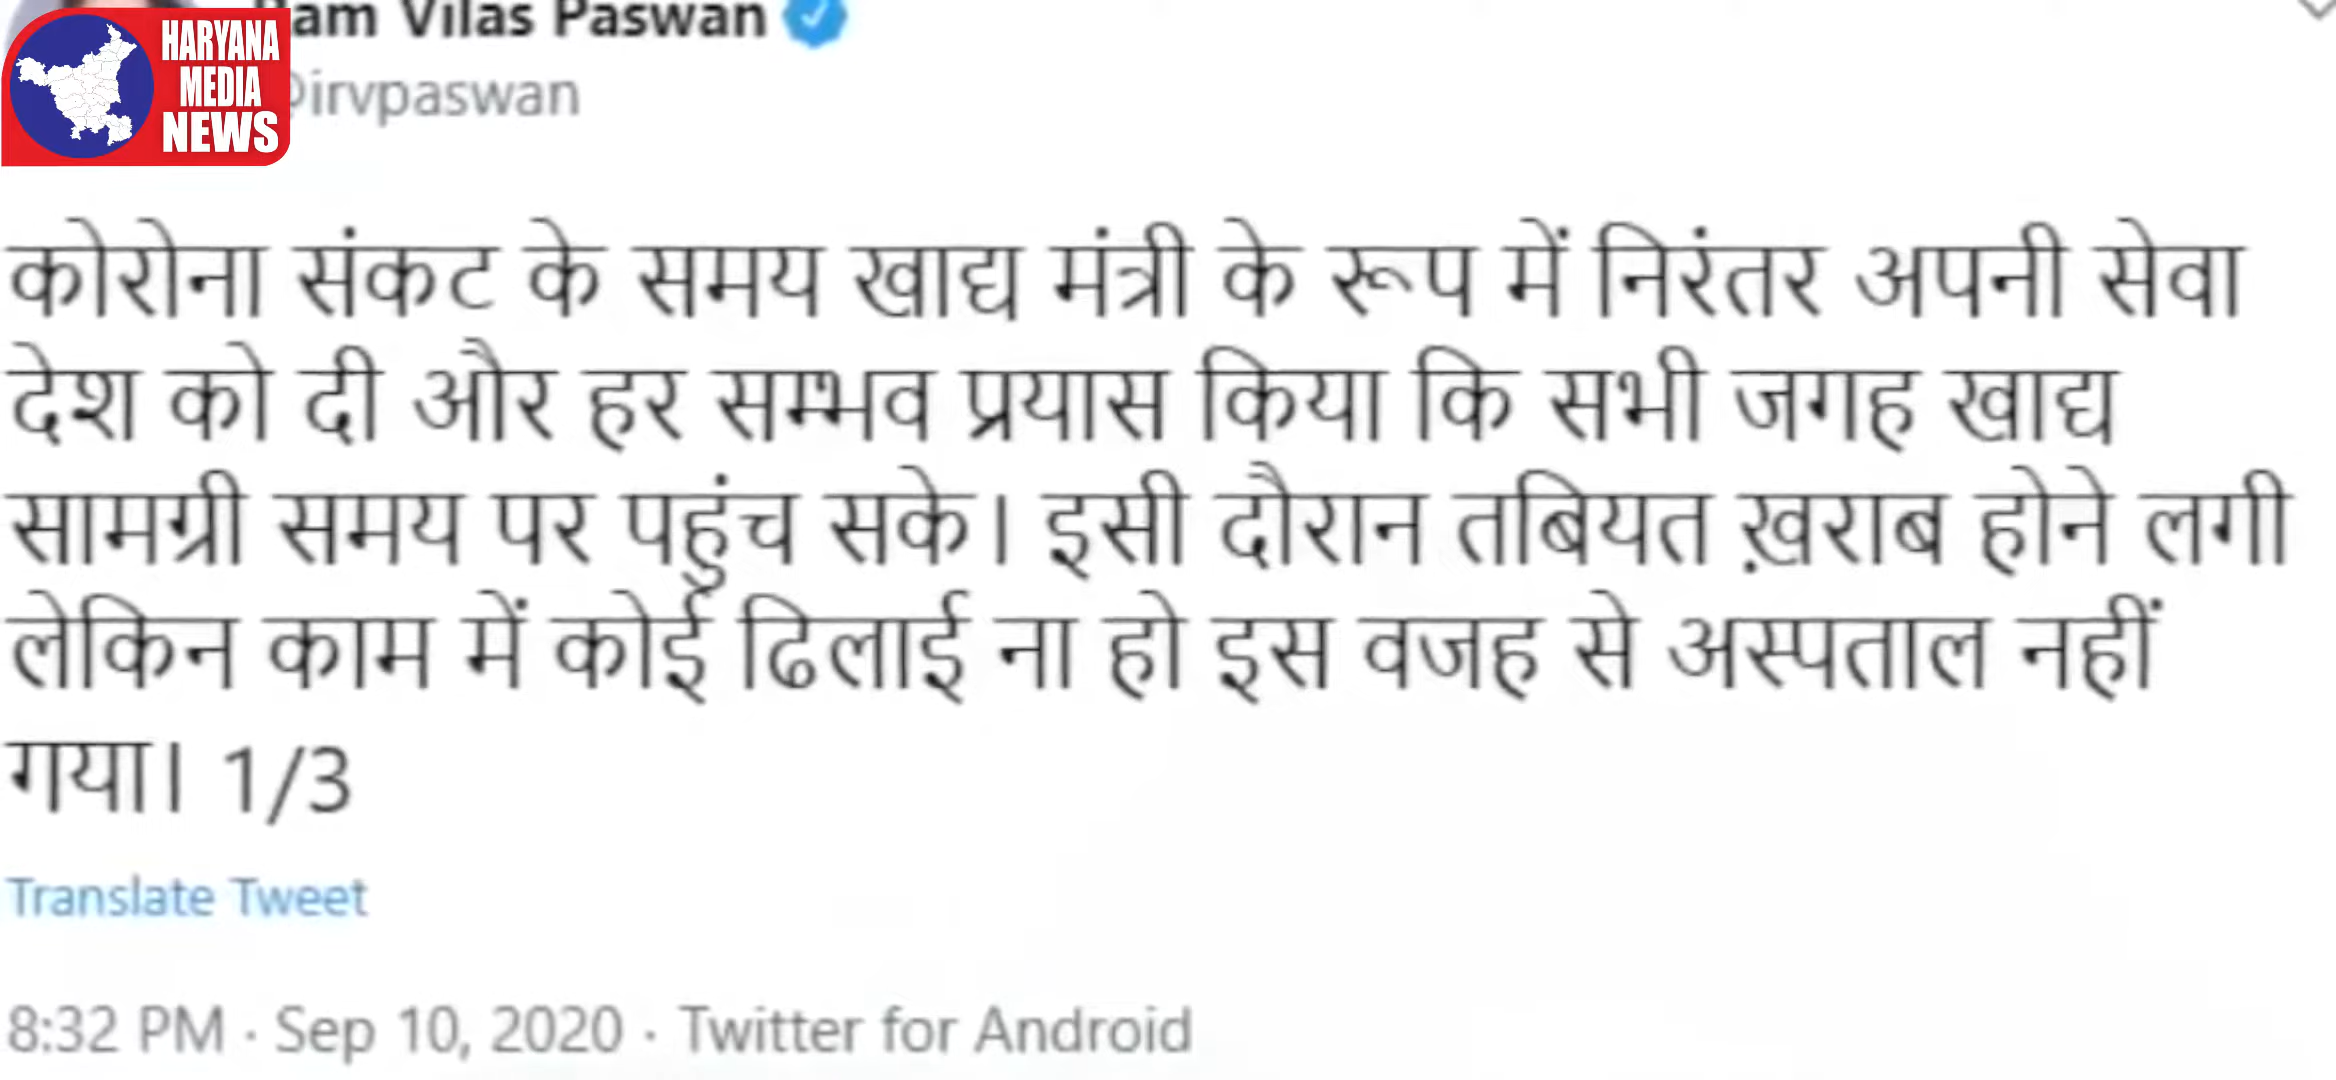 HARYANA
MEDIA
NEWS
am Vilas Paswan
@irvpaswan
कोरोना संकट के समय खाद्य मंत्री के रूप में निरंतर अपनी सेवा
देश को दी और हर सम्भव प्रयास किया कि सभी जगह खाद्य
सामग्री समय पर पहुंच सके। इसी दौरान तबियत ख़राब होने लगी
लेकिन काम में कोई ढिलाई ना हो इस वजह से अस्पताल नहीं
गया। 1/3
Translate Tweet
8:32 PM · Sep 10, 2020 · Twitter for Android